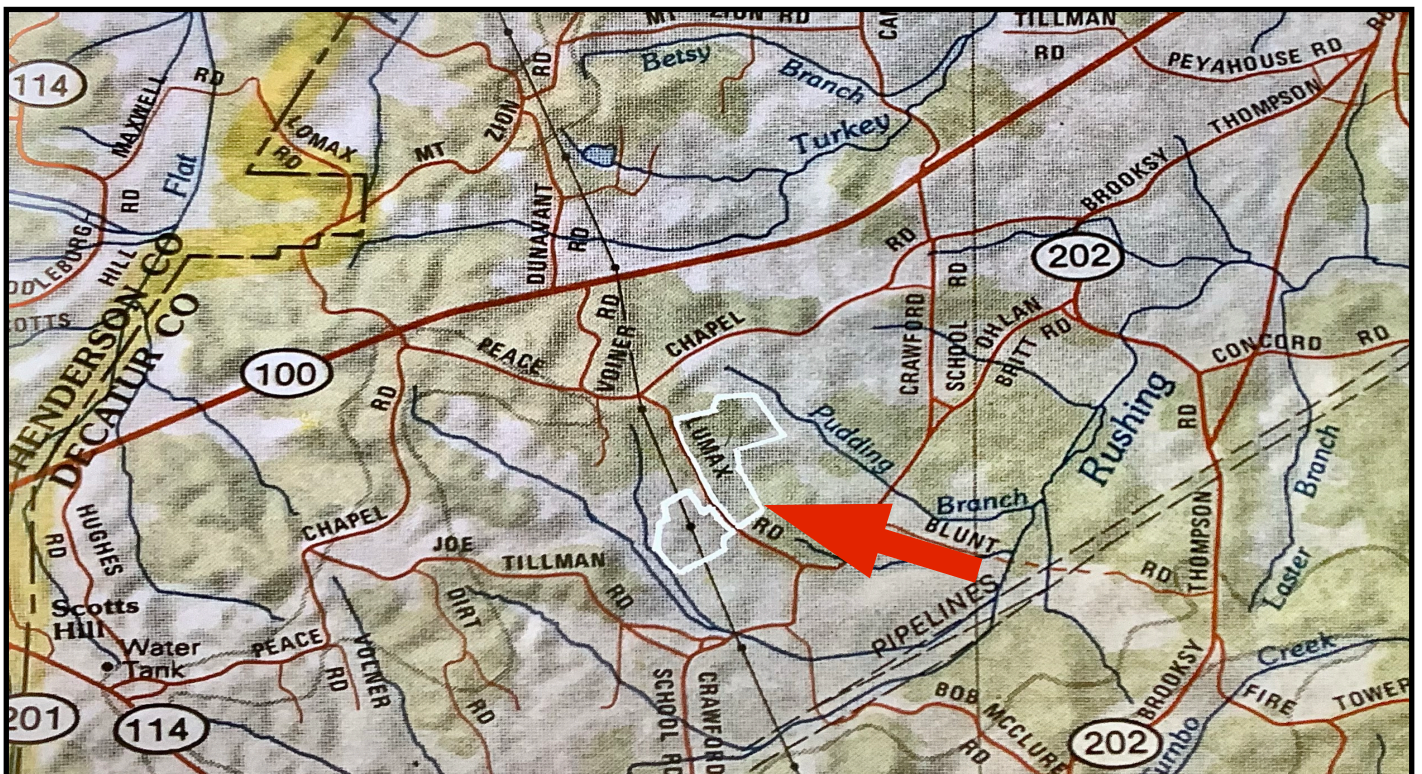 MT ZION RD
TILLMAN
RD
PEYAHOUSE RD
114
RD
MAXWELL
RD
LOMAX
RD
Flat
Betsy
Branch
Turkey
RD
ZION
MT
THOMPSON
BROOKSY
DUNAVANT
RD
HILL
SCOTTS
HENDERSON CO
DECATUR CO
RD
202
RD
VOLNER
CHAPEL
PEACE
100
RD
CRAWFORD
SCHOOL
RD
OHLAN
BRITT RD
CONCORD RD
RD
Rushing
LUMAX
RD
Pudding
Branch
BLUNT
RD
Branch
Laster
THOMPSON
CHAPEL
HUGHES
RD
JOE
TILLMAN
RD
DIRT
RD
Scotts
Hill
Water
Tank
PEACE
RD
VOLNER
PIPELINES
SCHOOL RD
CRAWFORD
BOB MCCLURE
RD
BROOKSY
Creek
FIRE TOWER
201
114
202